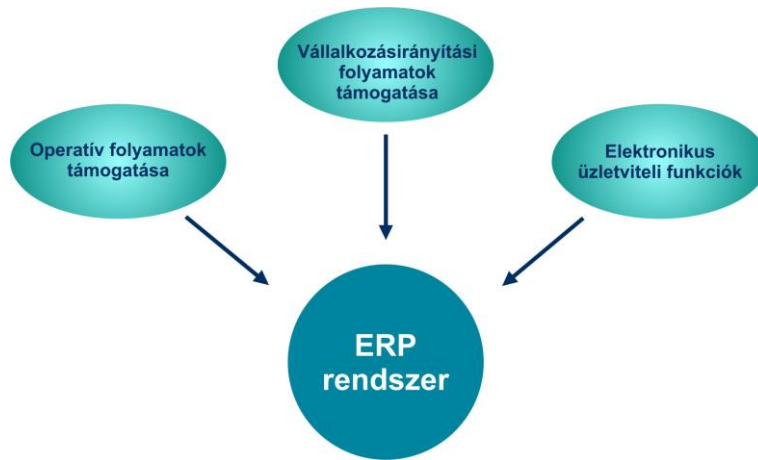 Vállalkozásirányítási
folyamatok
támogatása
Operatív folyamatok
támogatása
Elektronikus
üzletviteli funkciók
ERP
rendszer